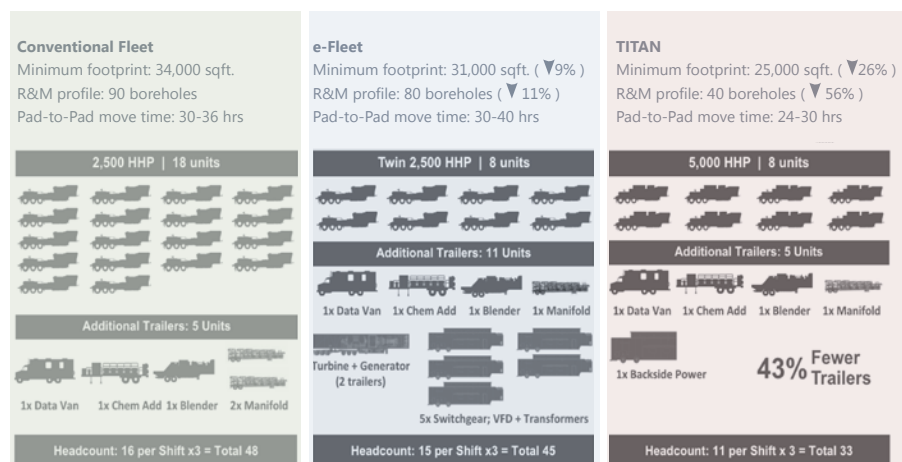 Conventional Fleet
Minimum footprint: 34,000 sqft.
R&M profile: 90 boreholes
Pad-to-Pad move time: 30-36 hrs
2,500 HHP | 18 units
Additional Trailers: 5 Units
1x Data Van 1x Chem Add 1x Blender 2x Manifold
Headcount: 16 per Shift x3 = Total 48
e-Fleet
Minimum footprint: 31,000 sqft. ( ▼9% )
R&M profile: 80 boreholes ( ▼ 11% )
Pad-to-Pad move time: 30-40 hrs
Twin 2,500 HHP | 8 units
Additional Trailers: 11 Units
1x Data Van 1x Chem Add 1x Blender 1x Manifold
Turbine + Generator
(2 trailers)
5x Switchgear; VFD + Transformers
Headcount: 15 per Shift x3 = Total 45
TITAN
Minimum footprint: 25,000 sqft. ( ▼26% )
R&M profile: 40 boreholes ( ▼ 56% )
Pad-to-Pad move time: 24-30 hrs
5,000 HHP | 8 units
Additional Trailers: 5 Units
1x Data Van 1x Chem Add 1x Blender 1x Manifold
1x Backside Power
43% Fewer
Trailers
Headcount: 11 per Shift x 3 = Total 33